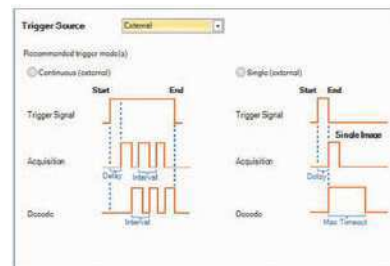 Trigger Source External
Recommended trigger mode(s)
Continuous (external) Single (external)
Start End Start End
Trigger Signal Trigger Signal
Single Image
Acquisition Acquisition
Delay Interval Delay
Decode Decode
Interval Max Timeout